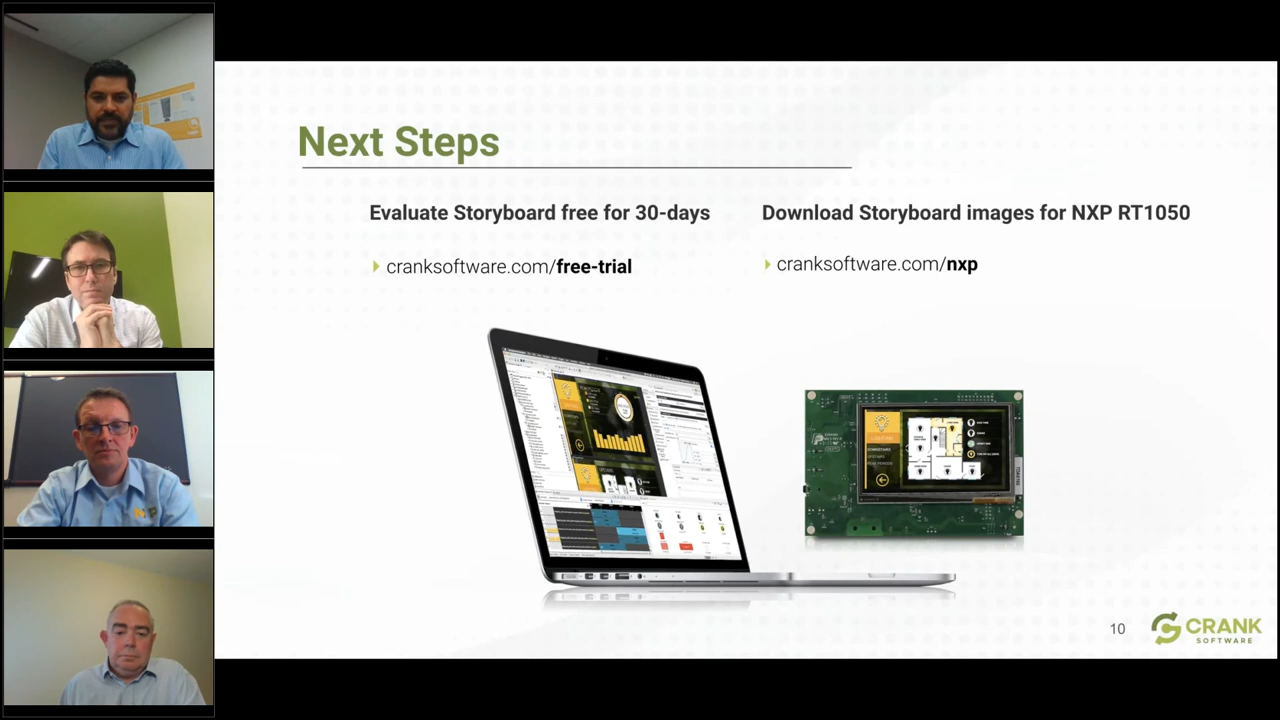 Next Steps
Evaluate Storyboard free for 30-days
cranksoftware.com/free-trial
Download Storyboard images for NXP RT1050
cranksoftware.com/nxp
10
CRANK
SOFTWARE